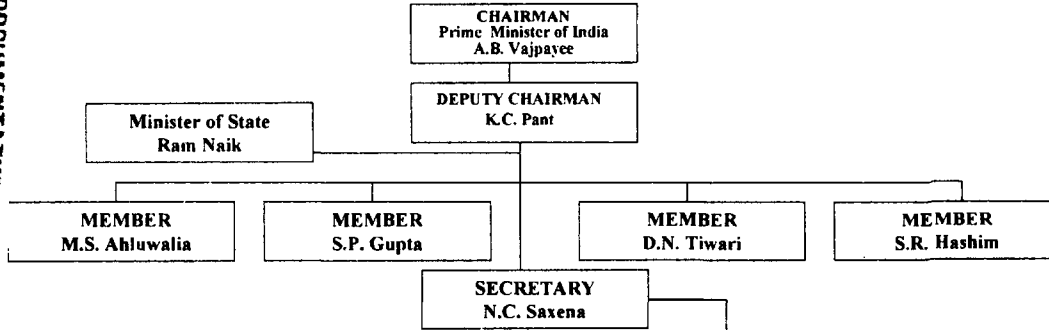 CHAIRMAN
Prime Minister of India
A.B. Vajpayee
DEPUTY CHAIRMAN
K.C. Pant
Minister of State
Ram Naik
MEMBER
M.S. Ahluwalia
MEMBER
S.P. Gupta
MEMBER
D.N. Tiwari
MEMBER
S.R. Hashim
SECRETARY
N.C. Saxena